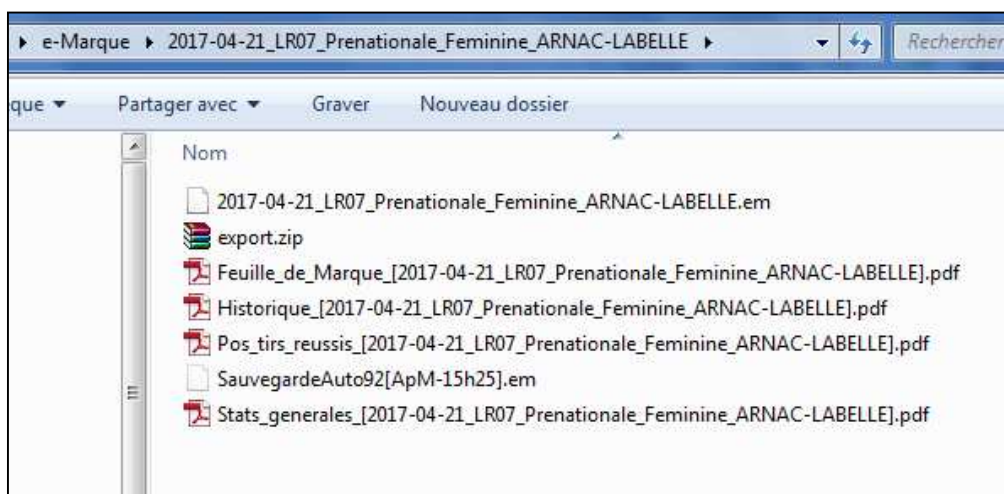 e-Marque 2017-04-21_LR07_Prenationale_Feminine_ARNAC-LABELLE Rechercher
que Partager avec Graver Nouveau dossier
Nom
2017-04-21_LR07_Prenationale_Feminine_ARNAC-LABELLE.em
export.zip
Feuille_de_Marque_[2017-04-21_LR07_Prenationale_Feminine_ARNAC-LABELLE].pdf
Historique_[2017-04-21_LR07_Prenationale_Feminine_ARNAC-LABELLE].pdf
Pos_tirs_reussis_[2017-04-21_LR07_Prenationale_Feminine_ARNAC-LABELLE].pdf
SauvegardeAuto92[ApM-15h25].em
Stats_generales_[2017-04-21_LR07_Prenationale_Feminine_ARNAC-LABELLE].pdf